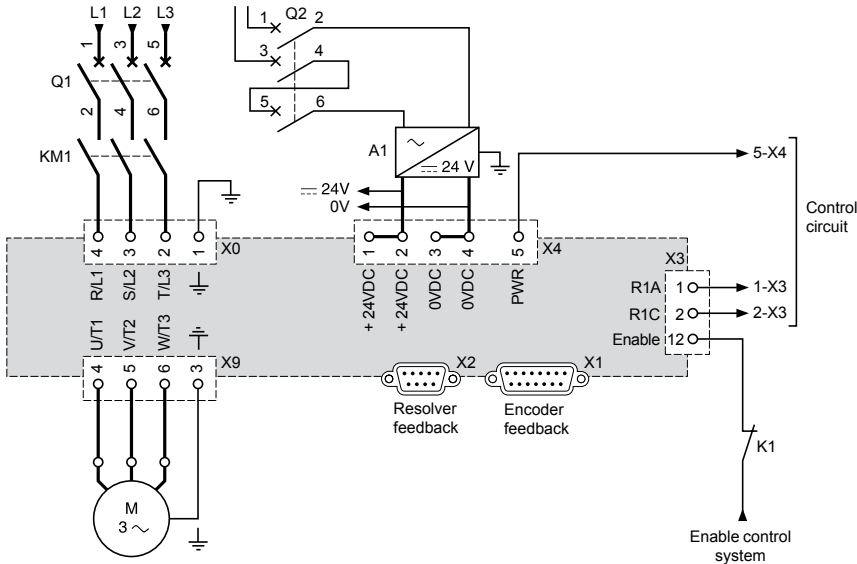 L1 L2 L3
1 3 5
Q1
2 4 6
KM1
1 Q2 2
3 4
5 6
A1
24 V
24V
0V
5-X4
Control
circuit
4 3 2 1 X0
R/L1 S/L2 T/L3
1 2 3 4 5 X4
+ 24VDC + 24VDC 0VDC 0VDC PWR
X3
R1A 1 1-X3
R1C 2 2-X3
Enable 12
U/T1 V/T2 W/T3
4 5 6 3 X9
X2 X1
Resolver
feedback
Encoder
feedback
K1
M
3 ~
Enable control
system